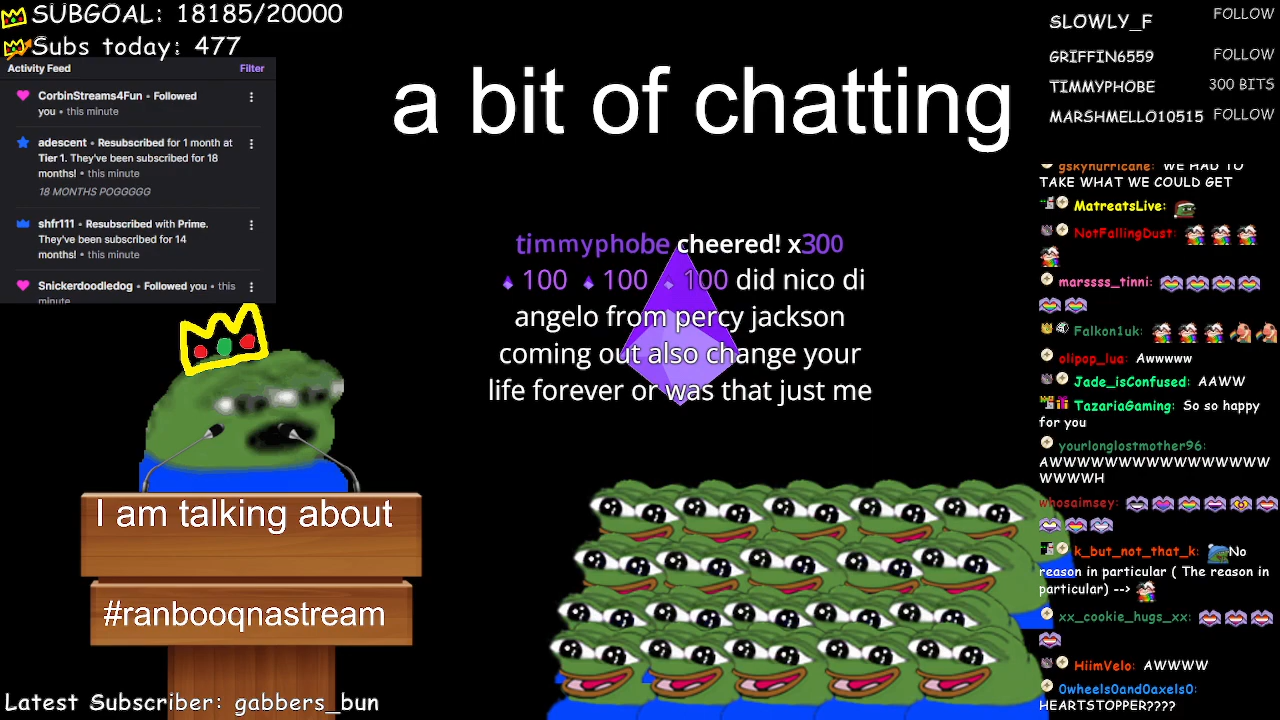 SUBGOAL: 18185/20000
Subs today: 477
Activity Feed
Filter
CorbinStreams4Fun • Followed
you • this minute
adescent • Resubscribed for 1 month at
Tier 1. They've been subscribed for 18
months! • this minute
18 MONTHS POGGGGG
shfr111 • Resubscribed with Prime.
They've been subscribed for 14
months! • this minute
Snickerdoodledog • Followed you • this
minute
a bit of chatting
timmyphobe cheered! x300
100 100 100 did nico di
angelo from percy jackson
coming out also change your
life forever or was that just me
I am talking about
#ranbooqnastream
Latest Subscriber: gabbers_bun
SLOWLY_F FOLLOW
GRIFFIN6559 FOLLOW
TIMMYPHOBE 300 BITS
MARSHMELLO10515 FOLLOW
gskyhurricane: WE HAD TO
TAKE WHAT WE COULD GET
MatreatsLive:
NotFallingDust:
marssss_tinni:
Falkon1uk:
olipop_lua: Awwwww
Jade_isConfused: AAWW
TazariaGaming: So so happy
for you
yourlonglostmother96:
AWWWWWWWWWWWWWWWWW
WWWWWH
whosaimsey:
k_but_not_that_k: No
reason in particular ( The reason in
particular) -->
xx_cookie_hugs_xx:
HiimVelo: AWWWW
0wheels0and0axels0:
HEARTSTOPPER????